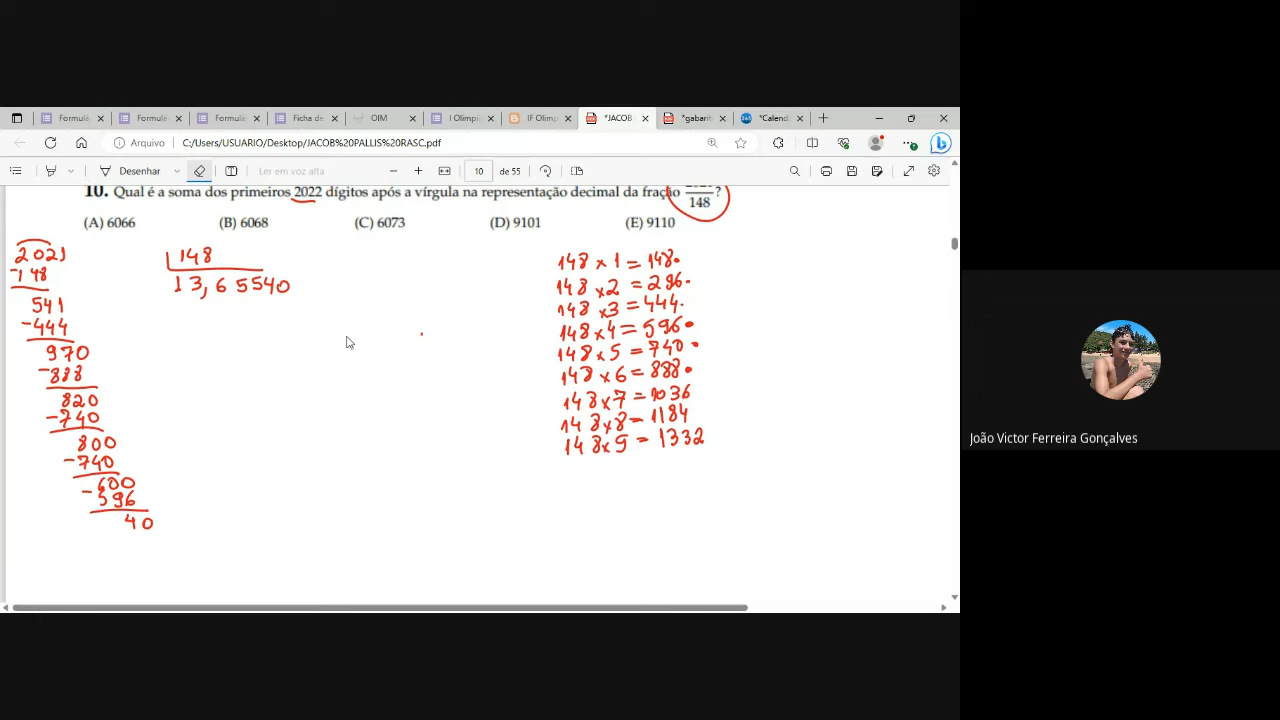 Formulá
Formulá
Formulá
Ficha de
OIM
I Olimpí
IF Olimp
*JACOB
*gabarit
*Calend
Arquivo C:/Users/USUARIO/Desktop/JACOB%20PALLIS%20RASC.pdf
Desenhar
Ler em voz alta
10 de 55
10. Qual é a soma dos primeiros 2022 dígitos após a vírgula na representação decimal da fração /148?
(A) 6066 (B) 6068 (C) 6073 (D) 9101 (E) 9110
2021 148
-148 13,65540
541
-444
970
-888
820
-740
800
-740
600
-596
40
148 x 1 = 148.
148 x 2 = 296.
148 x 3 = 444.
148 x 4 = 596.
148 x 5 = 740.
148 x 6 = 888.
148 x 7 = 1036
148 x 8 = 1184
148 x 9 = 1332
João Victor Ferreira Gonçalves